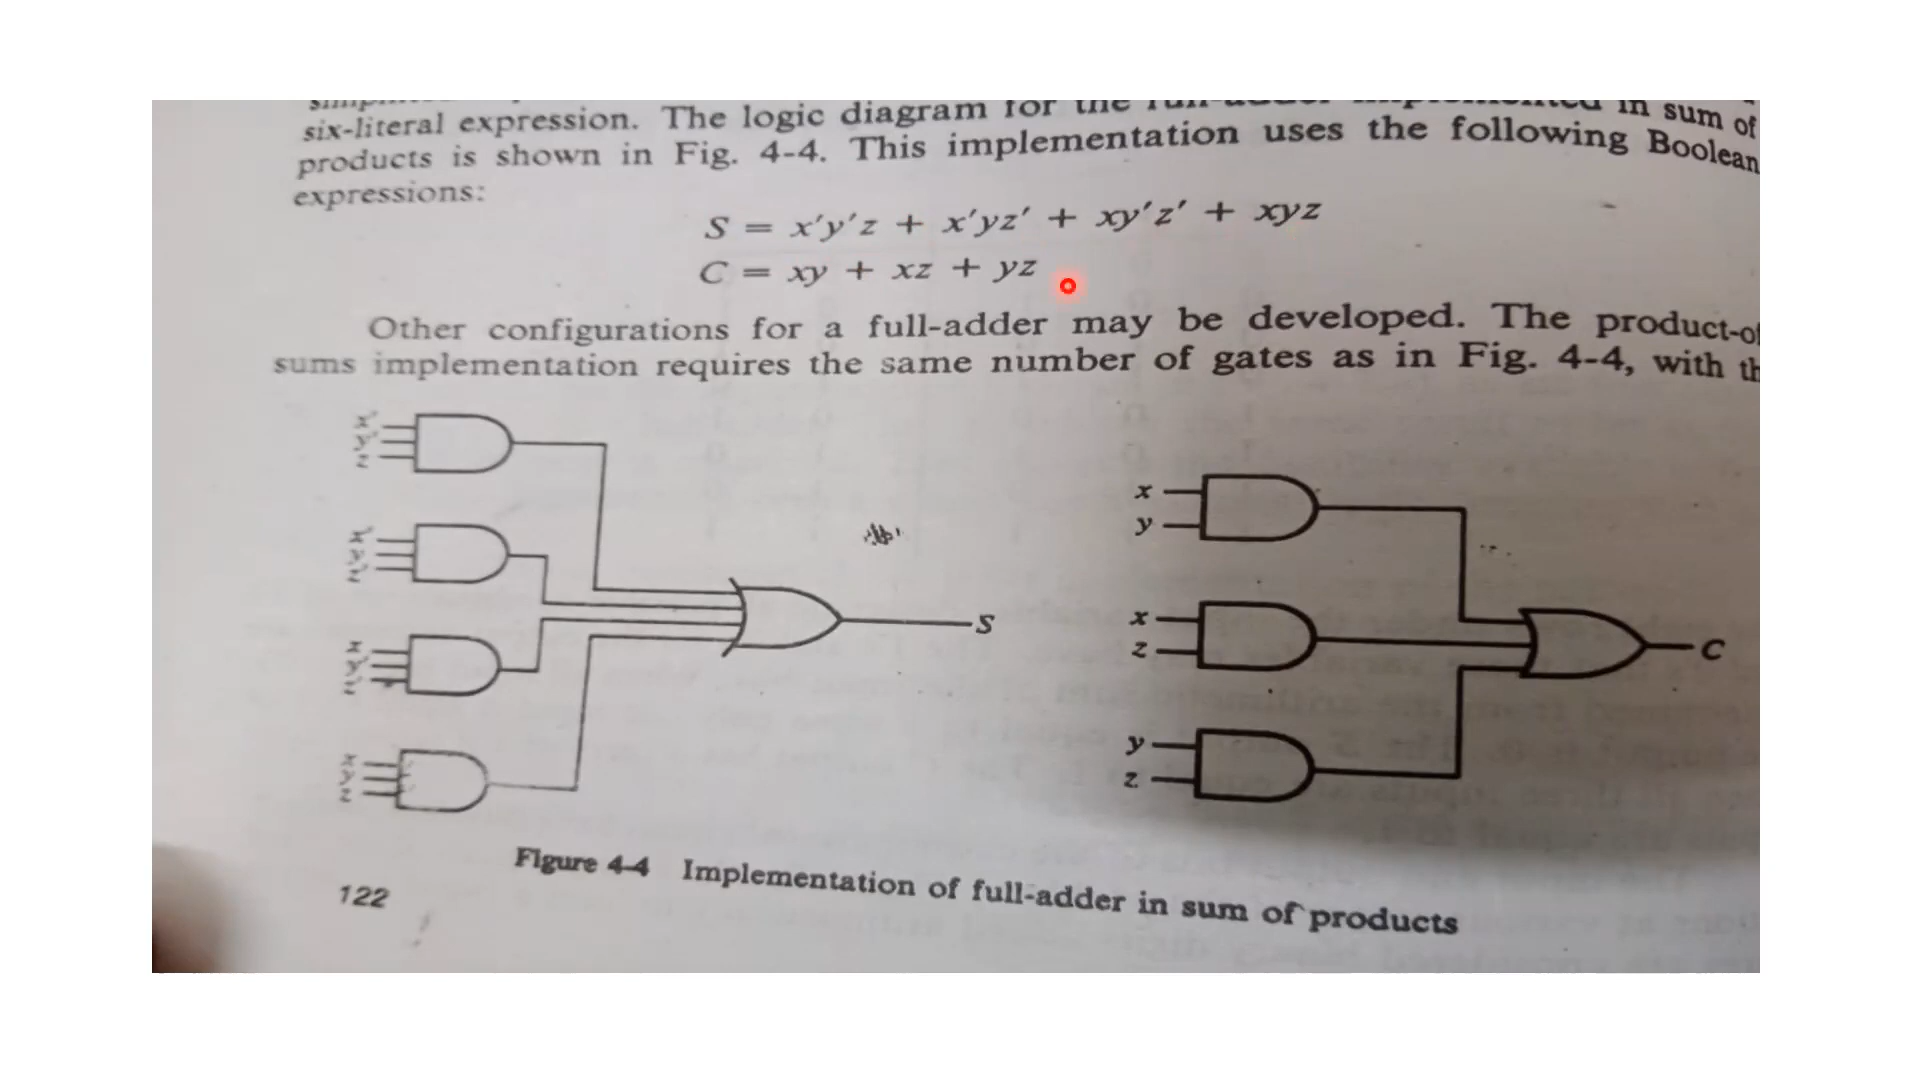 six-literal expression. The logic diagram for the full-adder implemented in sum of
products is shown in Fig. 4-4. This implementation uses the following Boolean
expressions:
S = x'y'z + x'yz' + xy'z' + xyz
C = xy + xz + yz
Other configurations for a full-adder may be developed. The product-of
sums implementation requires the same number of gates as in Fig. 4-4, with th
x'
y'
z
x'
y
z'
x
y'
z'
x
y
z
S
x
y
x
z
y
z
C
Figure 4-4 Implementation of full-adder in sum of products
122